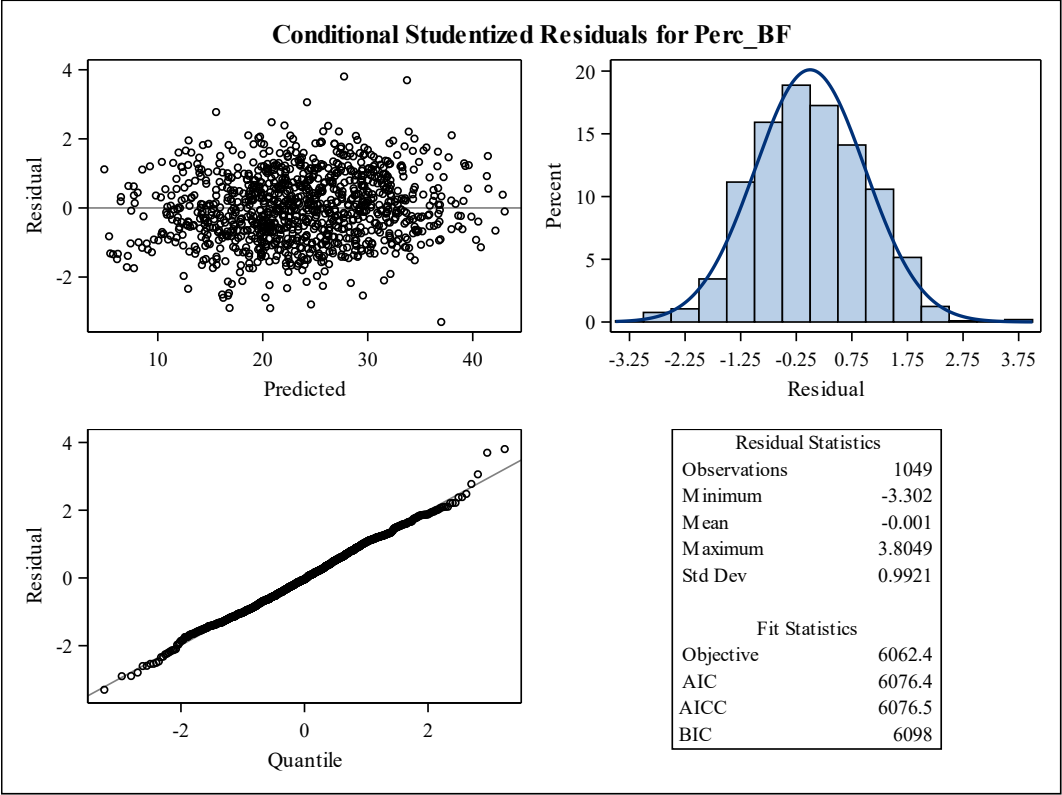 Conditional Studentized Residuals for Perc_BF
4
2
0
-2
Residual
10 20 30 40
Predicted
20
15
10
5
0
Percent
-3.25 -2.25 -1.25 -0.25 0.75 1.75 2.75 3.75
Residual
4
2
0
-2
Residual
-2 0 2
Quantile
Residual Statistics
Observations 1049
Minimum -3.302
Mean -0.001
Maximum 3.8049
Std Dev 0.9921
Fit Statistics
Objective 6062.4
AIC 6076.4
AICC 6076.5
BIC 6098